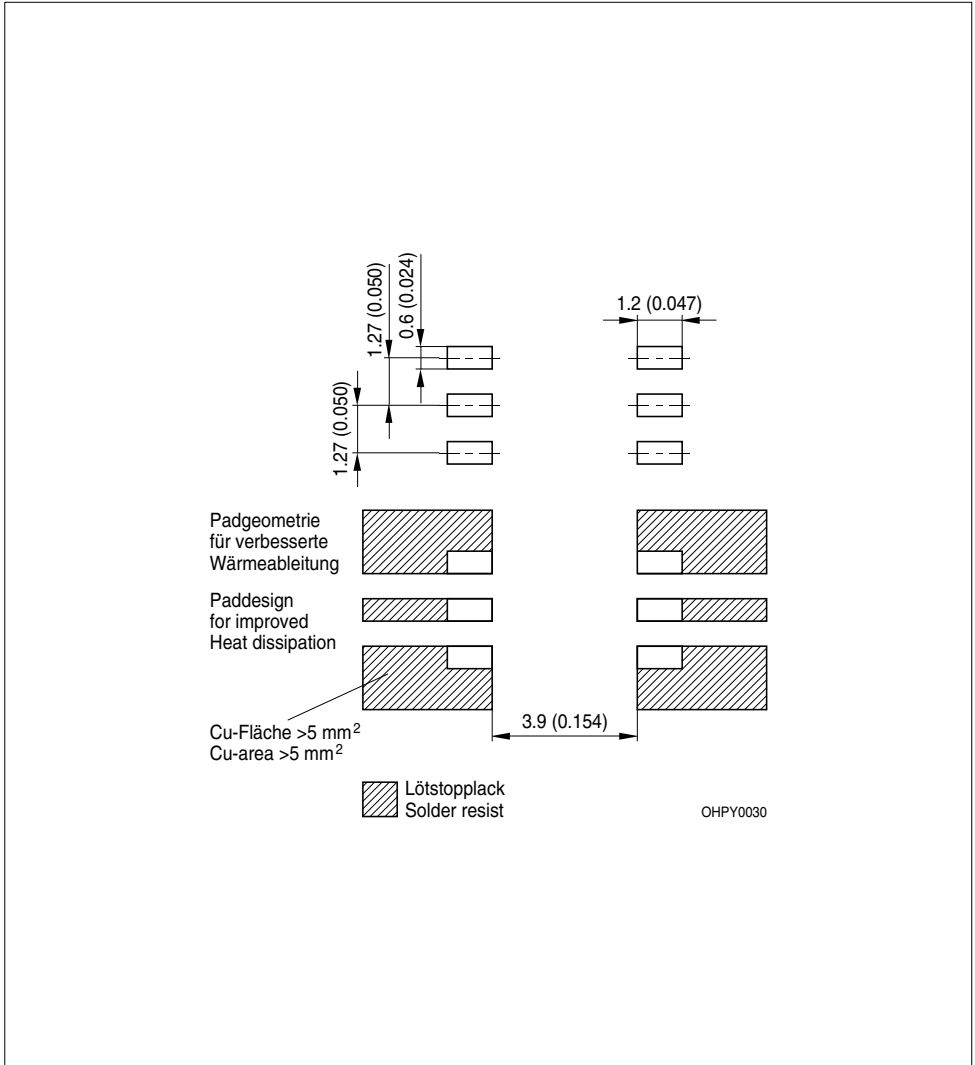 1.27 (0.050)
0.6 (0.024)
1.2 (0.047)
1.27 (0.050)
Padgeometrie
für verbesserte
Wärmeableitung
Paddesign
for improved
Heat dissipation
Cu-Fläche >5 mm²
Cu-area >5 mm²
3.9 (0.154)
Lötstopplack
Solder resist
OHPY0030